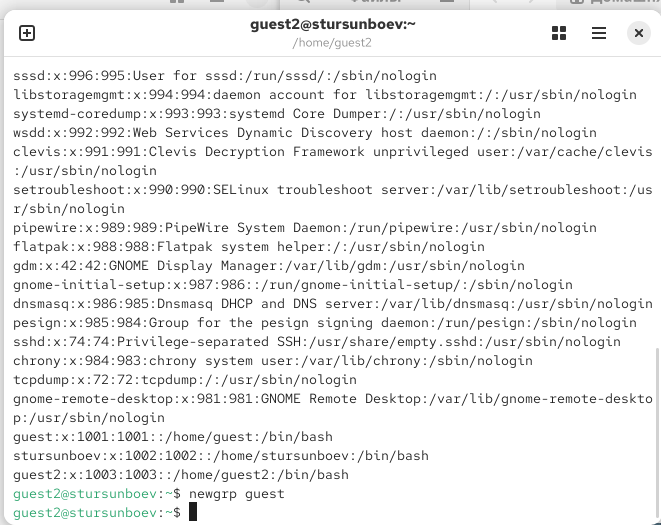 guest2@stursunboev:~
/home/guest2
sssd:x:996:995:User for sssd:/run/sssd/:/sbin/nologin
libstoragemgmt:x:994:994:daemon account for libstoragemgmt:/:/usr/sbin/nologin
systemd-coredump:x:993:993:systemd Core Dumper:/:/usr/sbin/nologin
wsdd:x:992:992:Web Services Dynamic Discovery host daemon:/:/sbin/nologin
clevis:x:991:991:Clevis Decryption Framework unprivileged user:/var/cache/clevis
:/usr/sbin/nologin
setroubleshoot:x:990:990:SELinux troubleshoot server:/var/lib/setroubleshoot:/us
r/sbin/nologin
pipewire:x:989:989:PipeWire System Daemon:/run/pipewire:/usr/sbin/nologin
flatpak:x:988:988:Flatpak system helper:/:/usr/sbin/nologin
gdm:x:42:42:GNOME Display Manager:/var/lib/gdm:/usr/sbin/nologin
gnome-initial-setup:x:987:986::/run/gnome-initial-setup/:/sbin/nologin
dnsmasq:x:986:985:Dnsmasq DHCP and DNS server:/var/lib/dnsmasq:/usr/sbin/nologin
pesign:x:985:984:Group for the pesign signing daemon:/run/pesign:/sbin/nologin
sshd:x:74:74:Privilege-separated SSH:/usr/share/empty.sshd:/usr/sbin/nologin
chrony:x:984:983:chrony system user:/var/lib/chrony:/sbin/nologin
tcpdump:x:72:72:tcpdump:/:/usr/sbin/nologin
gnome-remote-desktop:x:981:981:GNOME Remote Desktop:/var/lib/gnome-remote-deskto
p:/usr/sbin/nologin
guest:x:1001:1001::/home/guest:/bin/bash
stursunboev:x:1002:1002::/home/stursunboev:/bin/bash
guest2:x:1003:1003::/home/guest2:/bin/bash
guest2@stursunboev:~$ newgrp guest
guest2@stursunboev:~$